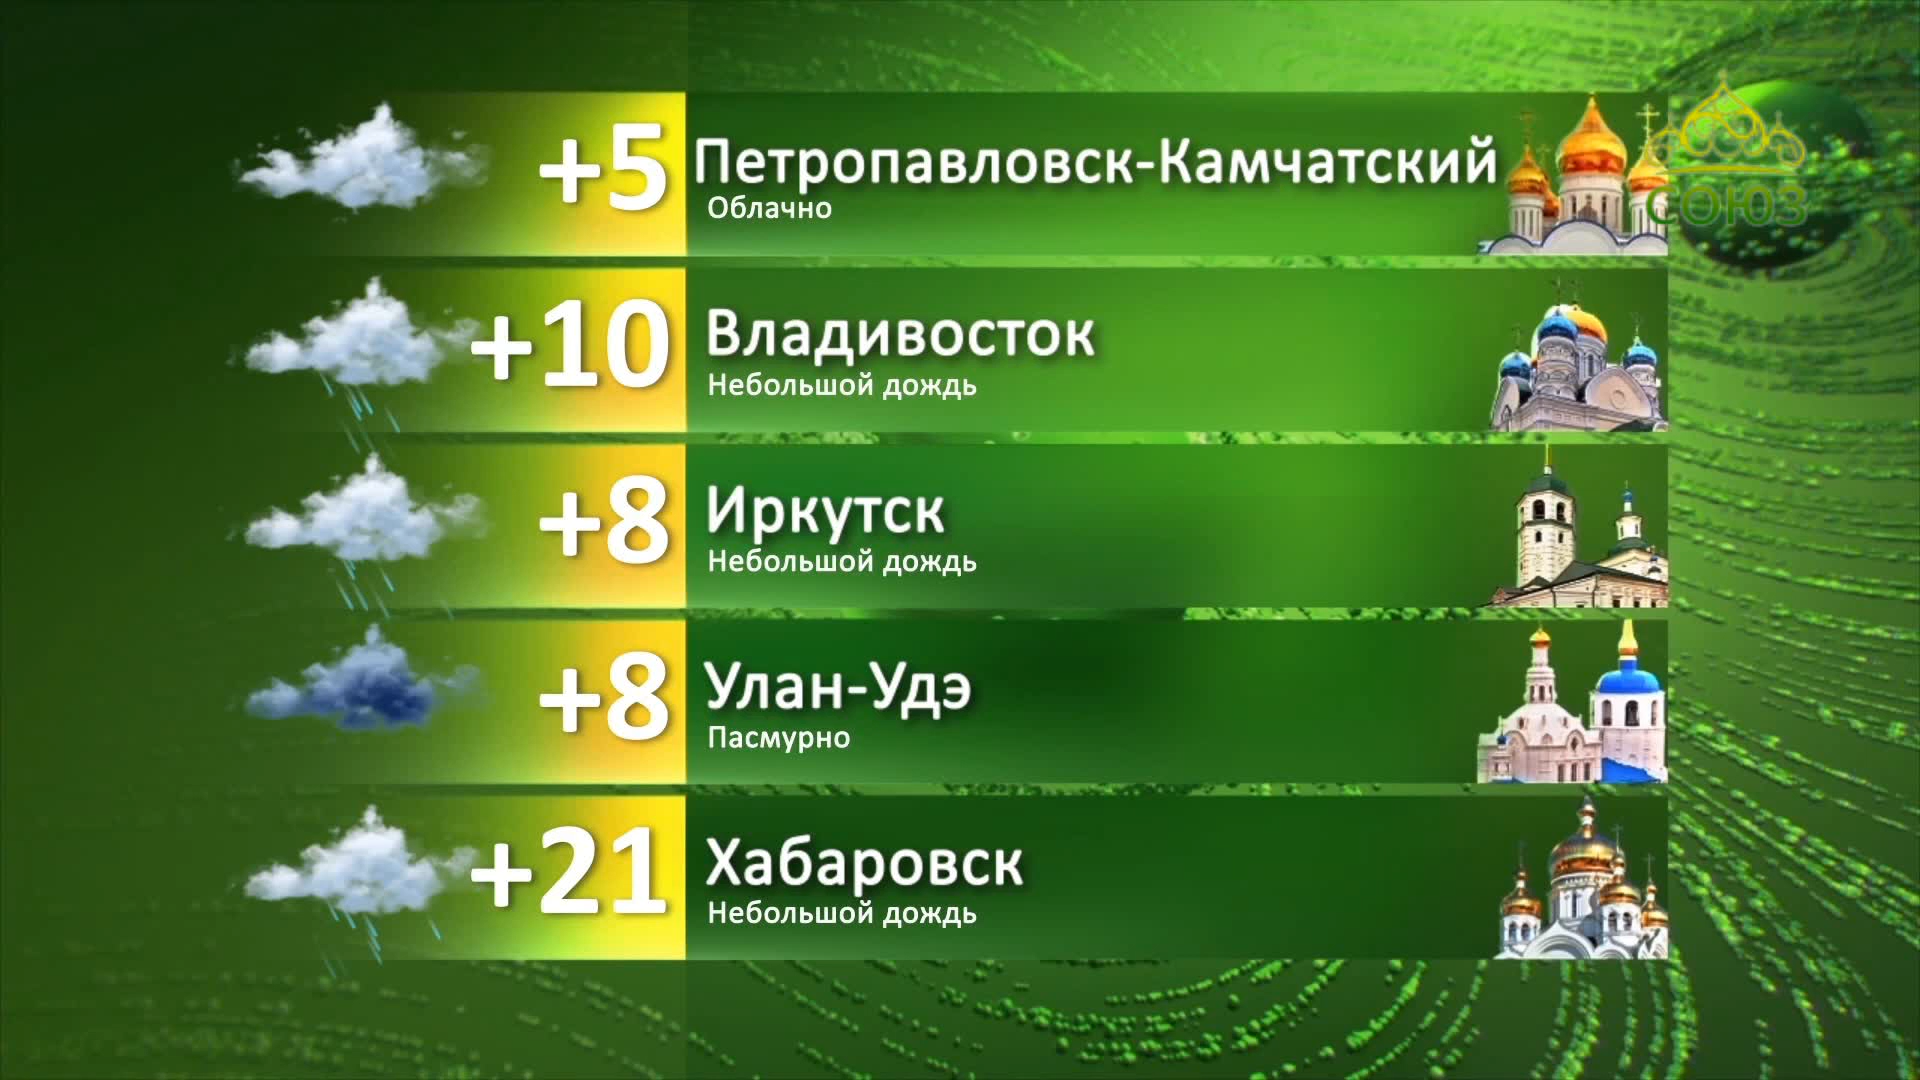 +5
Петропавловск-Камчатский
Облачно
СОЮЗ
+10
Владивосток
Небольшой дождь
+8
Иркутск
Небольшой дождь
+8
Улан-Удэ
Пасмурно
+21
Хабаровск
Небольшой дождь